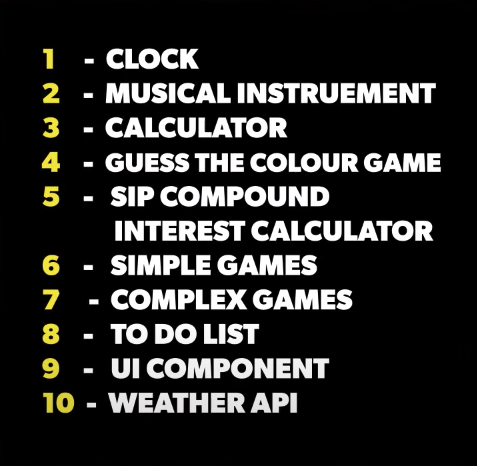 1 - CLOCK
2 - MUSICAL INSTRUEMENT
3 - CALCULATOR
4 - GUESS THE COLOUR GAME
5 - SIP COMPOUND
INTEREST CALCULATOR
6 - SIMPLE GAMES
7 - COMPLEX GAMES
8 - TO DO LIST
9 - UI COMPONENT
10 - WEATHER API